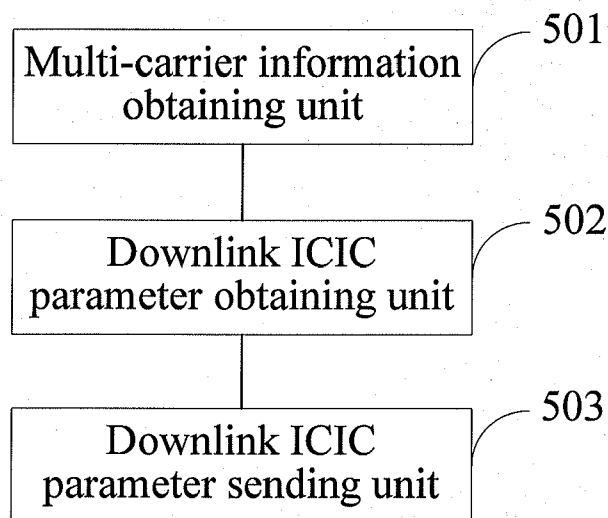 501
Multi-carrier information
obtaining unit
502
Downlink ICIC
parameter obtaining unit
503
Downlink ICIC
parameter sending unit